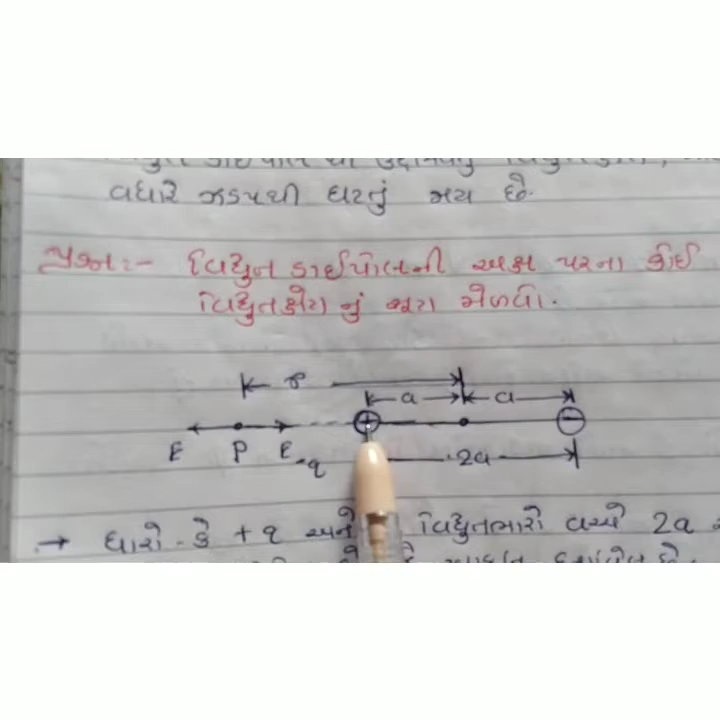 વધારે ઝડપથી ઘટતું જાય છે.
પ્રશ્ન:- વિદ્યુત ડાઈપોલની અક્ષ પરના કોઈ
વિદ્યુતક્ષેત્ર નું સૂત્ર મેળવો.
r
a a
+ −
E P E-q 2a
→ ધારો કે +q અને વિદ્યુતભારો વચ્ચે 2a